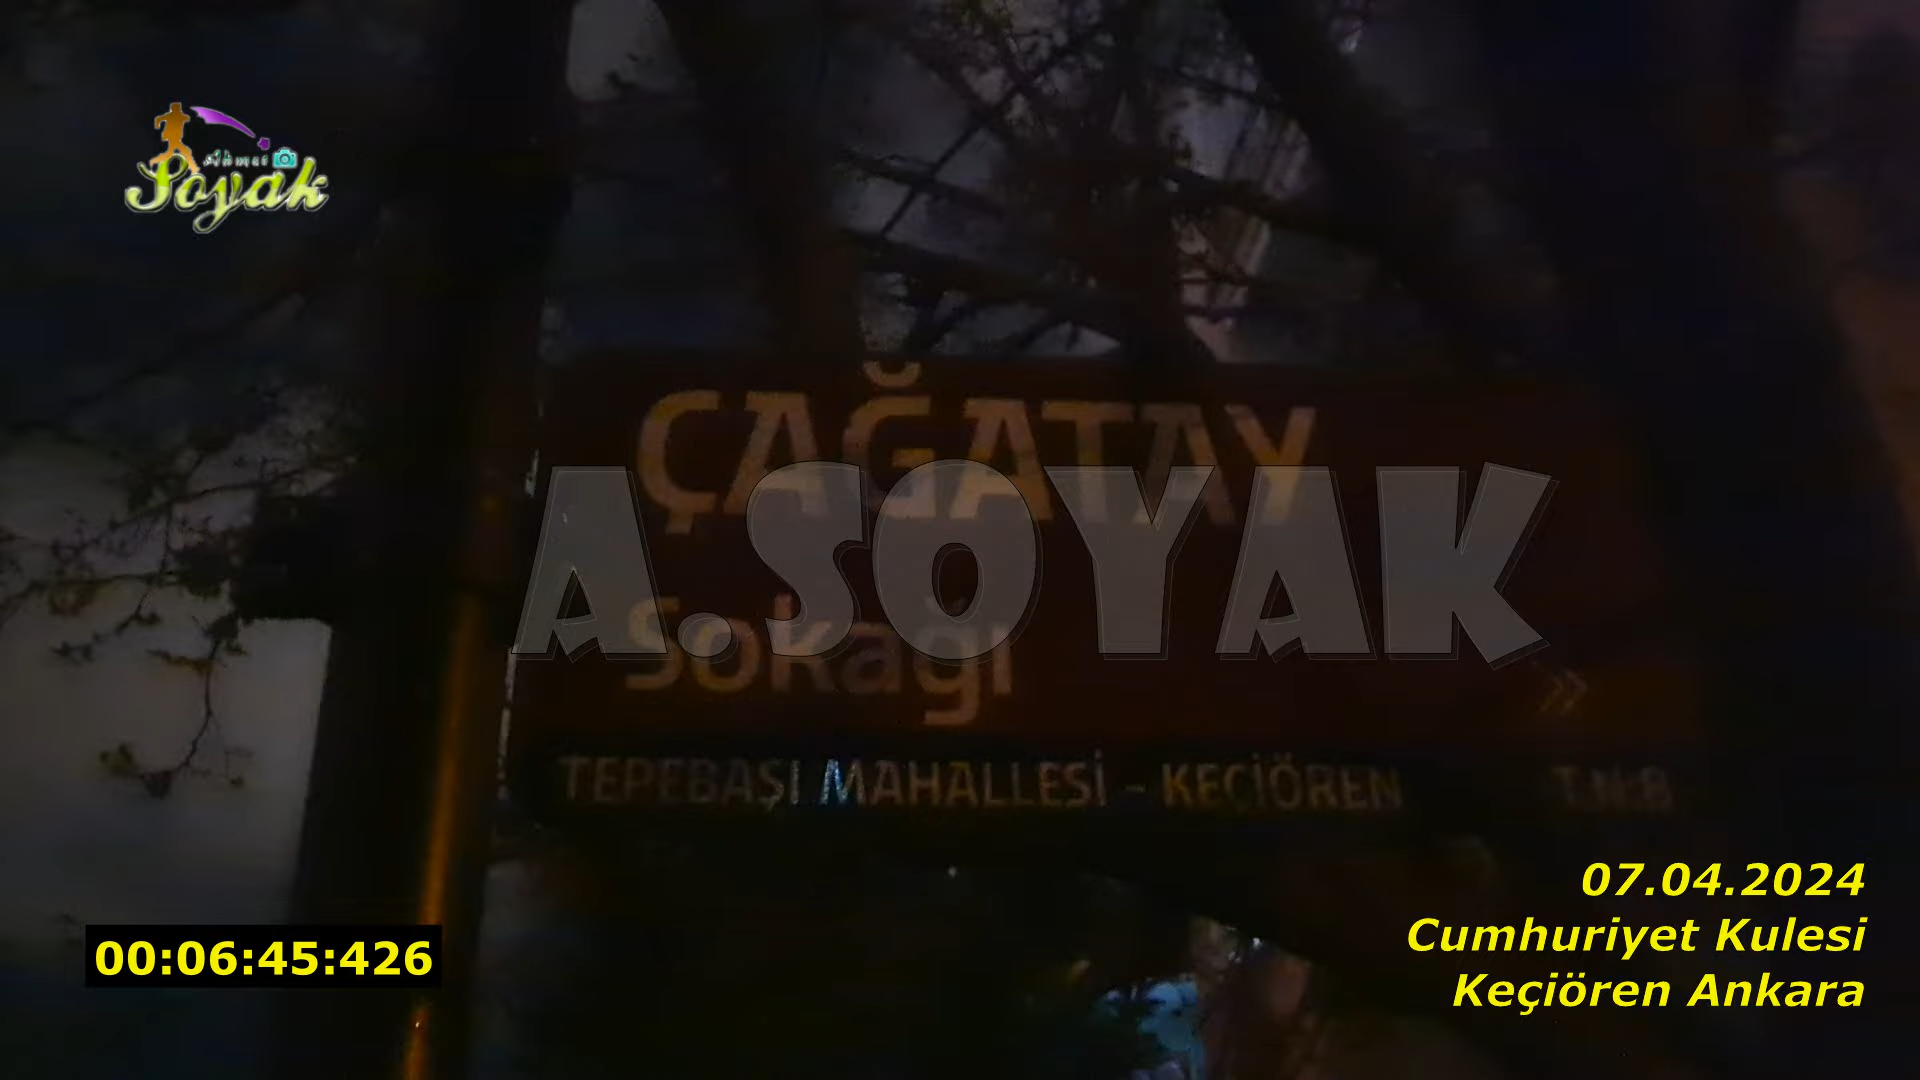 Ahmet
Soyak
ÇAĞATAY
A.SOYAK
Sokağı
TEPEBAŞI MAHALLESİ - KEÇİÖREN
07.04.2024
00:06:45:426
Cumhuriyet Kulesi
Keçiören Ankara